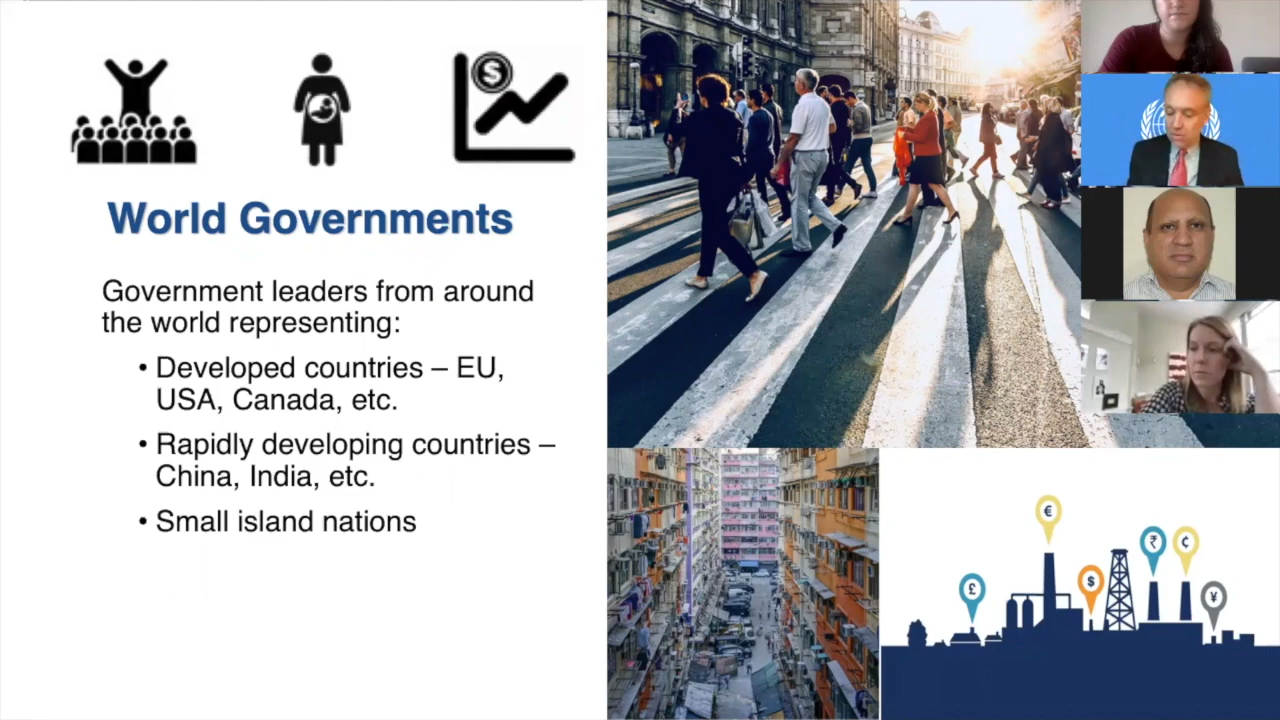 $
World Governments
Government leaders from around
the world representing:
• Developed countries – EU,
USA, Canada, etc.
• Rapidly developing countries –
China, India, etc.
• Small island nations
€
£
$
₹
¢
¥